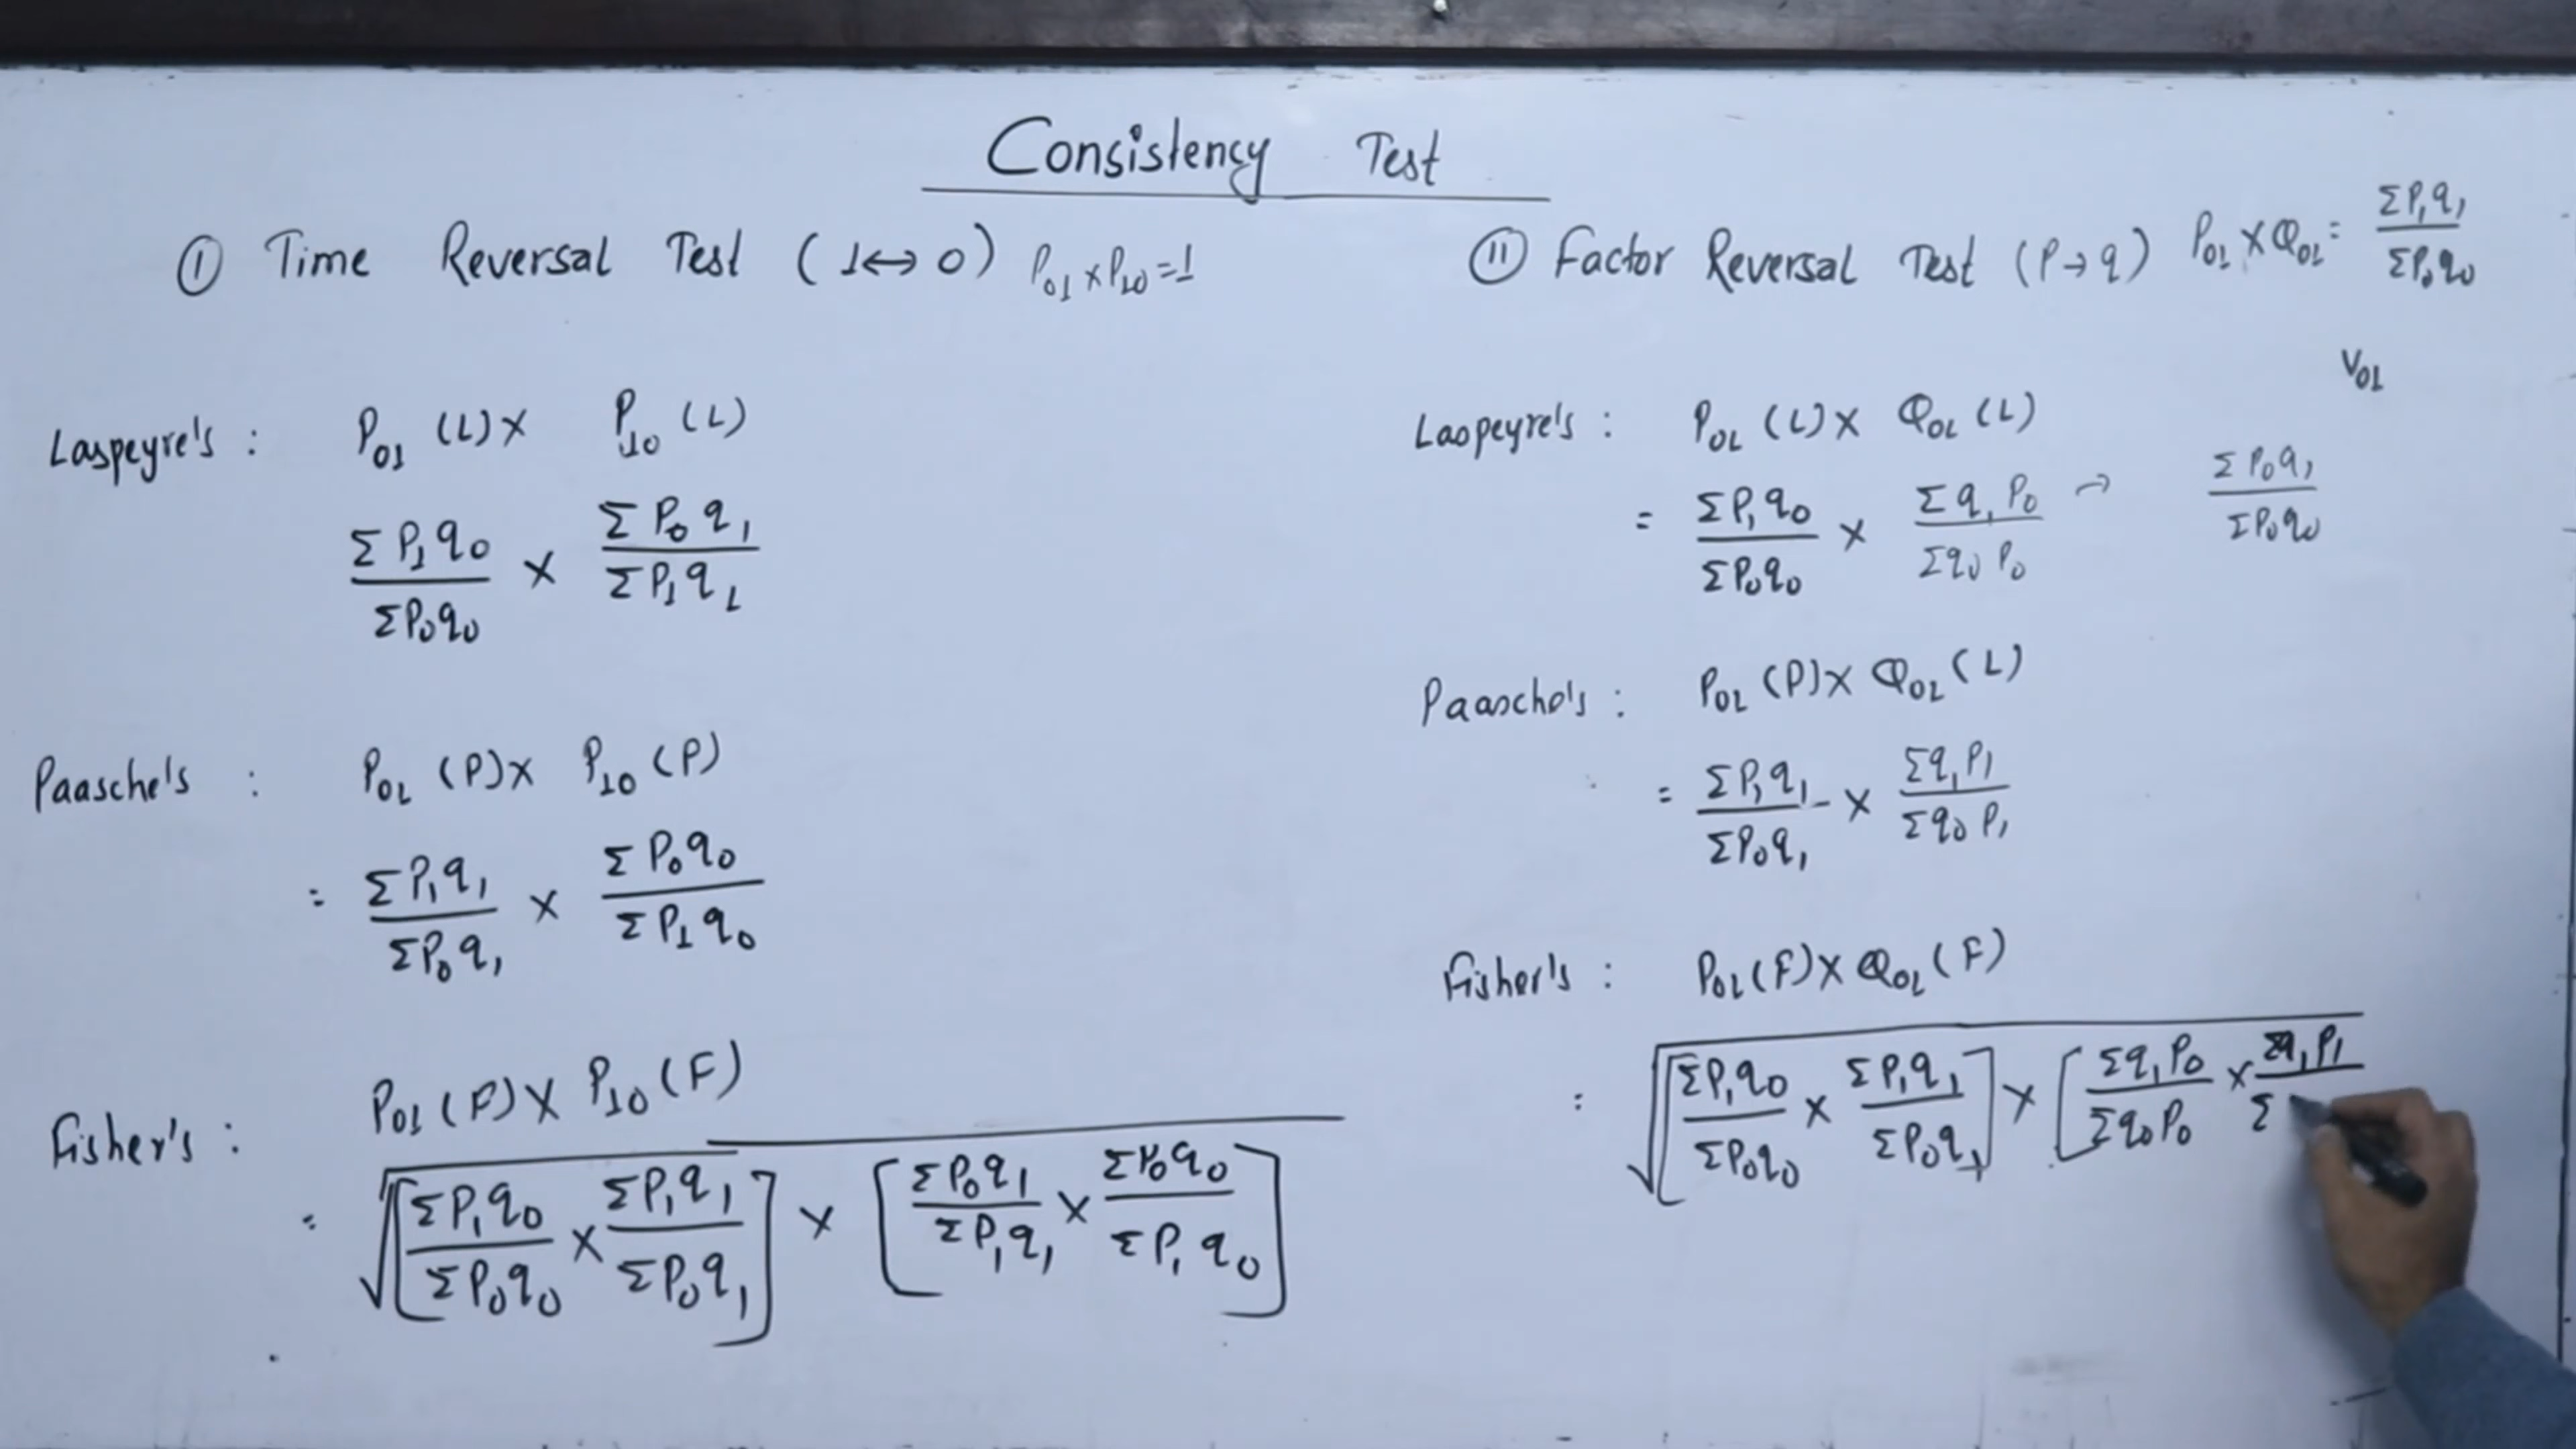 Consistency Test
① Time Reversal Test (1↔0) P₀₁ × P₁₀ = 1
Laspeyre's : P₀₁ (L) × P₁₀ (L)
ΣP₁q₀/ΣP₀q₀ × ΣP₀q₁/ΣP₁q₁
Paasche's : P₀₁ (P) × P₁₀ (P)
= ΣP₁q₁/ΣP₀q₁ × ΣP₀q₀/ΣP₁q₀
Fisher's : P₀₁ (F) × P₁₀ (F)
= √[ΣP₁q₀/ΣP₀q₀ × ΣP₁q₁/ΣP₀q₁] × [ΣP₀q₁/ΣP₁q₁ × ΣP₀q₀/ΣP₁q₀]
⑪ Factor Reversal Test (P→q) P₀₁ × Q₀₁ = ΣP₁q₁/ΣP₀q₀
V₀₁
Laspeyre's : P₀₁ (L) × Q₀₁ (L)
= ΣP₁q₀/ΣP₀q₀ × Σq₁P₀/Σq₀P₀ → ΣP₀q₁/ΣP₀q₀
Paasche's : P₀₁ (P) × Q₀₁ (L)
= ΣP₁q₁/ΣP₀q₁ × Σq₁P₁/Σq₀P₁
Fisher's : P₀₁ (F) × Q₀₁ (F)
= √[ΣP₁q₀/ΣP₀q₀ × ΣP₁q₁/ΣP₀q₁] × [Σq₁P₀/Σq₀P₀ × Σq₁P₁/Σ